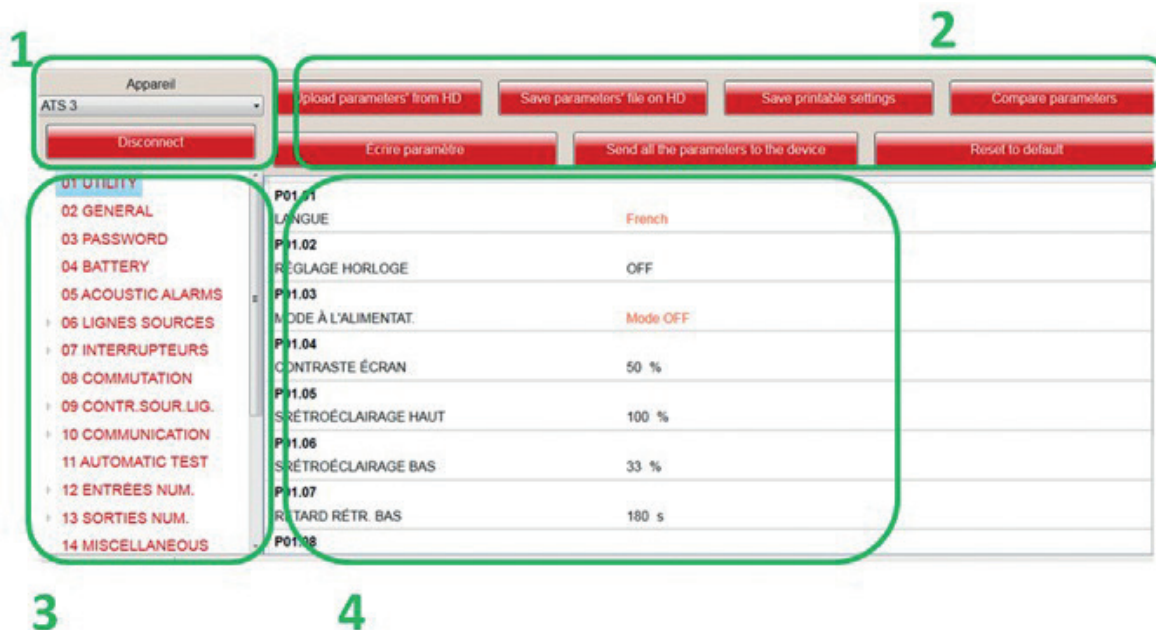 1
2
Appareil
ATS 3
Disconnect
Upload parameters' from HD
Save parameters' file on HD
Save printable settings
Compare parameters
Écrire paramètre
Send all the parameters to the device
Reset to default
01 UTILITY
02 GENERAL
03 PASSWORD
04 BATTERY
05 ACOUSTIC ALARMS
06 LIGNES SOURCES
07 INTERRUPTEURS
08 COMMUTATION
09 CONTR.SOUR.LIG.
10 COMMUNICATION
11 AUTOMATIC TEST
12 ENTRÉES NUM.
13 SORTIES NUM.
14 MISCELLANEOUS
P01.01
LANGUE French
P01.02
RÉGLAGE HORLOGE OFF
P01.03
MODE À L'ALIMENTAT. Mode OFF
P01.04
CONTRASTE ÉCRAN 50 %
P01.05
SRÉTROÉCLAIRAGE HAUT 100 %
P01.06
SRÉTROÉCLAIRAGE BAS 33 %
P01.07
RETARD RÉTR. BAS 180 s
P01.08
3
4